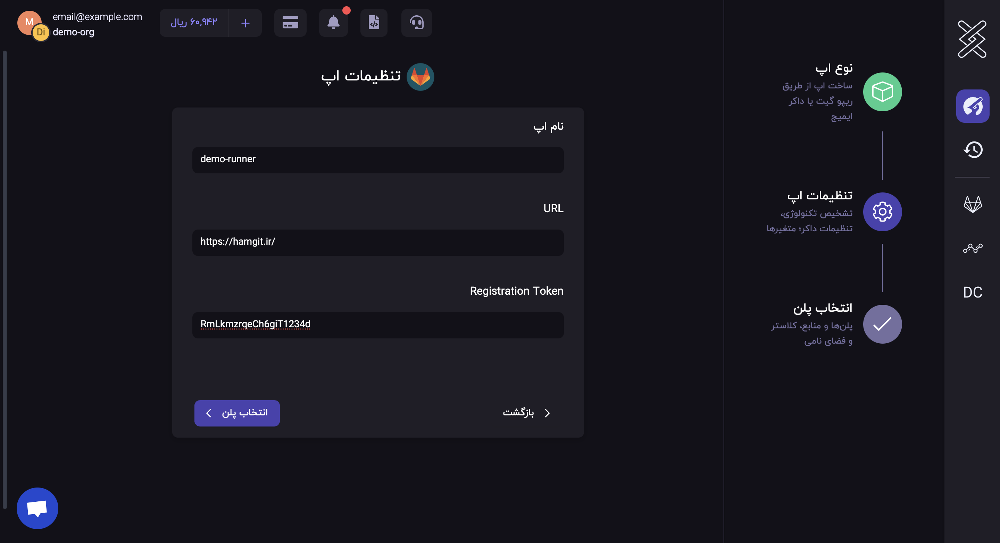 email@example.com
demo-org
M
Di
۶۰,۹۴۲ ریال
تنظیمات اپ
نام اپ
demo-runner
URL
https://hamgit.ir/
Registration Token
RmLkmzrqeCh6giT1234d
بازگشت
انتخاب پلن
نوع اپ
ساخت اپ از طریق
ریپو گیت یا داکر
ایمیج
تنظیمات اپ
تشخیص تکنولوژی،
تنظیمات داکر؛ متغیرها
انتخاب پلن
پلن‌ها و منابع، کلاستر
و فضای نامی
DC